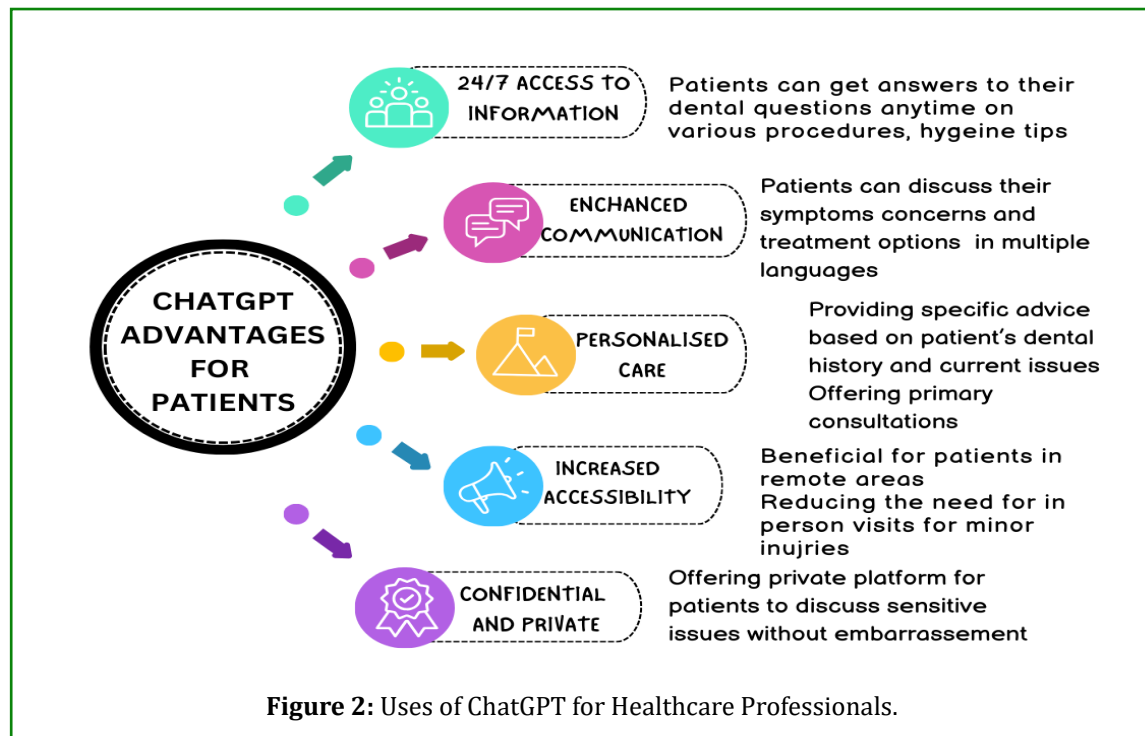 CHATGPT
ADVANTAGES
FOR
PATIENTS
24/7 ACCESS TO
INFORMATION
Patients can get answers to their
dental questions anytime on
various procedures, hygeine tips
ENCHANCED
COMMUNICATION
Patients can discuss their
symptoms concerns and
treatment options in multiple
languages
PERSONALISED
CARE
Providing specific advice
based on patient's dental
history and current issues
Offering primary
consultations
INCREASED
ACCESSIBILITY
Beneficial for patients in
remote areas
Reducing the need for in
person visits for minor
inujries
CONFIDENTIAL
AND PRIVATE
Offering private platform for
patients to discuss sensitive
issues without embarrassement
Figure 2: Uses of ChatGPT for Healthcare Professionals.